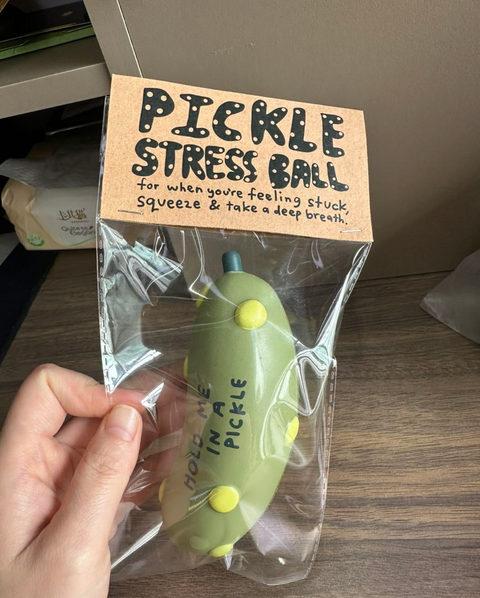 PICKLE
STRESS BALL
for when you're feeling stuck,
squeeze & take a deep breath!
HOLD ME
IN A
PICKLE